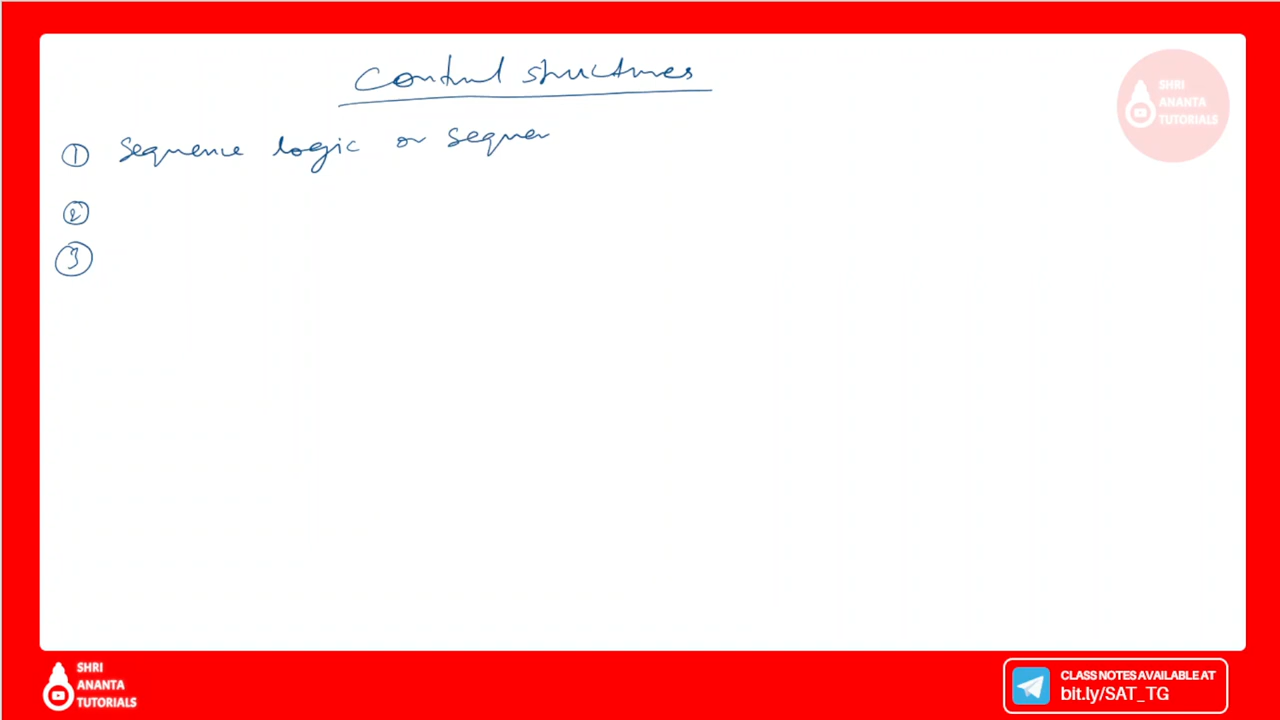 Control structures
SHRI
ANANTA
TUTORIALS
① Sequence logic or sequen
②
③
SHRI
ANANTA
TUTORIALS
CLASS NOTES AVAILABLE AT
bit.ly/SAT_TG